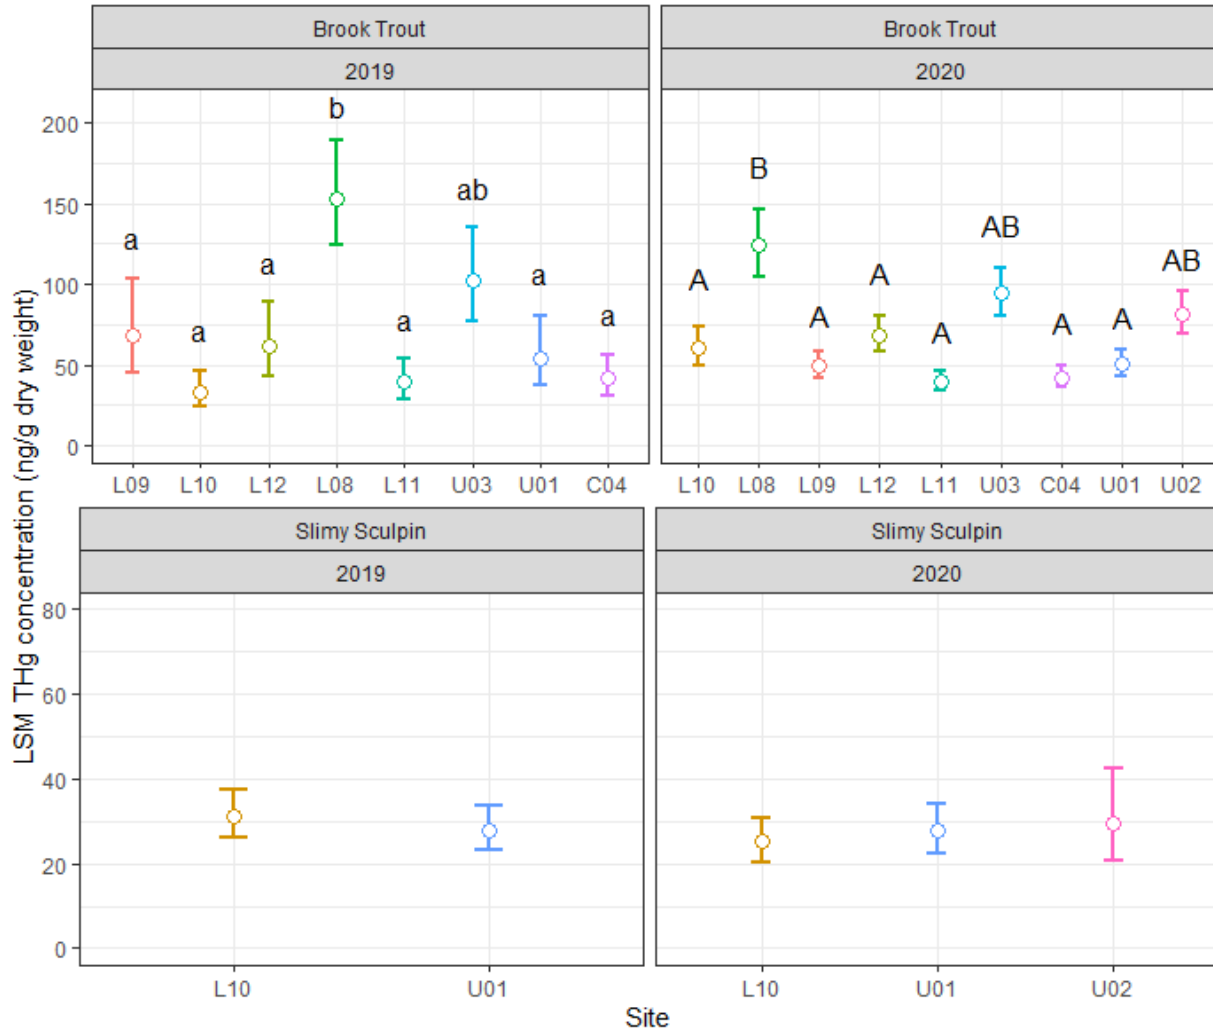 Brook Trout
Brook Trout
2019
2020
200
150
100
50
0
a
a
a
b
a
ab
a
a
A
B
A
A
A
AB
A
A
AB
L09 L10 L12 L08 L11 U03 U01 C04
L10 L08 L09 L12 L11 U03 C04 U01 U02
LSM THg concentration (ng/g dry weight)
Slimy Sculpin
Slimy Sculpin
2019
2020
80
60
40
20
0
L10 U01
L10 U01 U02
Site